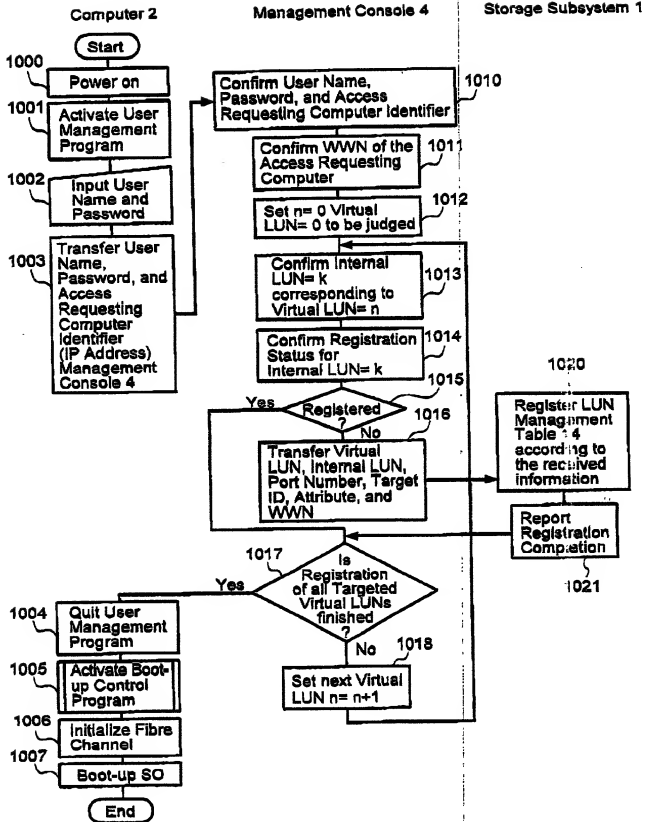 Computer 2
Management Console 4
Storage Subsystem 1
Start
1000
Power on
1001
Activate User
Management
Program
1002
Input User
Name and
Password
1003
Transfer User
Name,
Password, and
Access
Requesting
Computer
Identifier
(IP Address)
Management
Console 4
1010
Confirm User Name,
Password, and Access
Requesting Computer Identifier
1011
Confirm WWN of the
Access Requesting
Computer
1012
Set n= 0 Virtual
LUN= 0 to be judged
1013
Confirm Internal
LUN= k
corresponding to
Virtual LUN= n
1014
Confirm Registration
Status for
Internal LUN= k
1015
Yes
Registered
?
No
1016
Transfer Virtual
LUN, Internal LUN,
Port Number, Target
ID, Attribute, and
WWN
1020
Register LUN
Management
Table 14
according to
the received
information
Report
Registration
Completion
1021
1017
Yes
Is
Registration
of all Targeted
Virtual LUNs
finished
?
No
1018
Set next Virtual
LUN n= n+1
1004
Quit User
Management
Program
1005
Activate Boot-
up Control
Program
1006
Initialize Fibre
Channel
1007
Boot-up SO
End